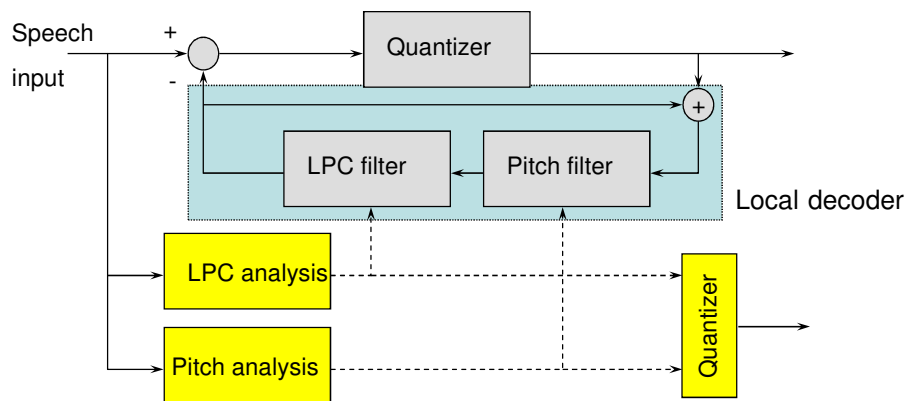 Speech
input
+
-
Quantizer
+
LPC filter
Pitch filter
Local decoder
LPC analysis
Pitch analysis
Quantizer